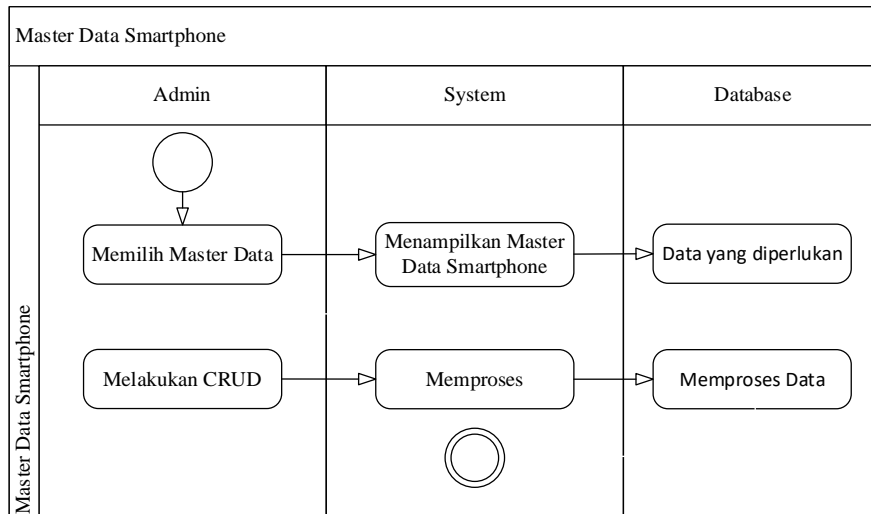 Master Data Smartphone
Master Data Smartphone
Admin
System
Database
Memilih Master Data
Menampilkan Master
Data Smartphone
Data yang diperlukan
Melakukan CRUD
Memproses
Memproses Data